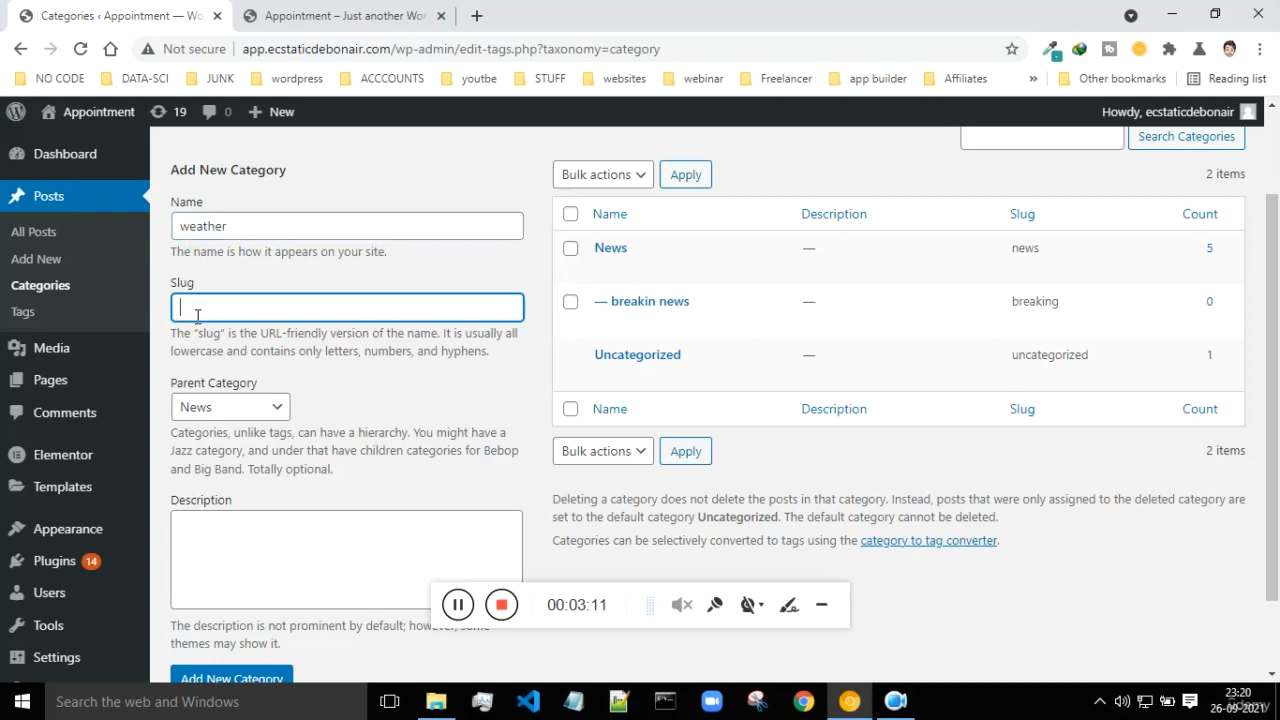 Categories ‹ Appointment — Wo
Appointment – Just another Wor
Not secure
app.ecstaticdebonair.com/wp-admin/edit-tags.php?taxonomy=category
NO CODE
DATA-SCI
JUNK
wordpress
ACCCOUNTS
youtbe
STUFF
websites
webinar
Freelancer
app builder
Affiliates
»
Other bookmarks
Reading list
Appointment
19
0
New
Howdy, ecstaticdebonair
Dashboard
Posts
All Posts
Add New
Categories
Tags
Media
Pages
Comments
Elementor
Templates
Appearance
Plugins 14
Users
Tools
Settings
Search Categories
Add New Category
Name
weather
The name is how it appears on your site.
Slug
The “slug” is the URL-friendly version of the name. It is usually all
lowercase and contains only letters, numbers, and hyphens.
Parent Category
News
Categories, unlike tags, can have a hierarchy. You might have a
Jazz category, and under that have children categories for Bebop
and Big Band. Totally optional.
Description
The description is not prominent by default; however, some
themes may show it.
Add New Category
Bulk actions
Apply
2 items
Name Description Slug Count
News — news 5
— breakin news — breaking 0
Uncategorized — uncategorized 1
Name Description Slug Count
Bulk actions
Apply
2 items
Deleting a category does not delete the posts in that category. Instead, posts that were only assigned to the deleted category are
set to the default category Uncategorized. The default category cannot be deleted.
Categories can be selectively converted to tags using the category to tag converter.
00:03:11
Search the web and Windows
23:20
26-09-2021
udemy